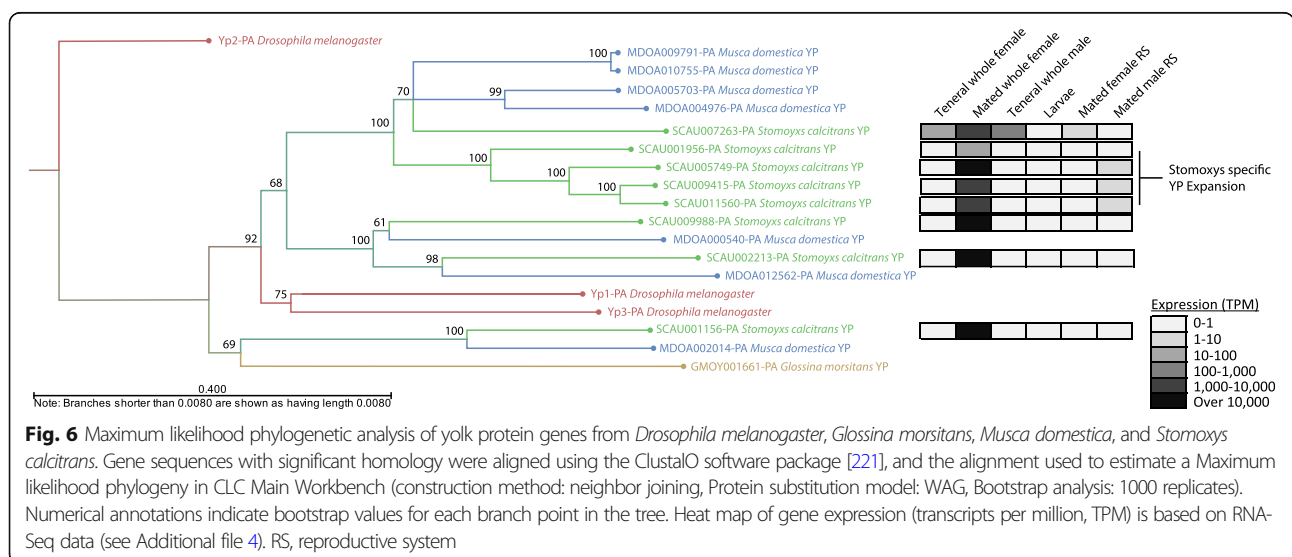 Yp2-PA Drosophila melanogaster
100
MDOA009791-PA Musca domestica YP
MDOA010755-PA Musca domestica YP
70
99
MDOA005703-PA Musca domestica YP
MDOA004976-PA Musca domestica YP
100
SCAU007263-PA Stomoyxs calcitrans YP
SCAU001956-PA Stomoyxs calcitrans YP
100
SCAU005749-PA Stomoyxs calcitrans YP
100
SCAU009415-PA Stomoyxs calcitrans YP
100
SCAU011560-PA Stomoyxs calcitrans YP
68
SCAU009988-PA Stomoyxs calcitrans YP
61
MDOA000540-PA Musca domestica YP
100
92
SCAU002213-PA Stomoyxs calcitrans YP
98
MDOA012562-PA Musca domestica YP
75
Yp1-PA Drosophila melanogaster
Yp3-PA Drosophila melanogaster
100
SCAU001156-PA Stomoyxs calcitrans YP
MDOA002014-PA Musca domestica YP
69
GMOY001661-PA Glossina morsitans YP
Teneral whole female
Mated whole female
Teneral whole male
Larvae
Mated female RS
Mated male RS
Stomoxys specific
YP Expansion
Expression (TPM)
0-1
1-10
10-100
100-1,000
1,000-10,000
Over 10,000
0.400
Note: Branches shorter than 0.0080 are shown as having length 0.0080
Fig. 6 Maximum likelihood phylogenetic analysis of yolk protein genes from Drosophila melanogaster, Glossina morsitans, Musca domestica, and Stomoxys
calcitrans. Gene sequences with significant homology were aligned using the ClustalO software package [221], and the alignment used to estimate a Maximum
likelihood phylogeny in CLC Main Workbench (construction method: neighbor joining, Protein substitution model: WAG, Bootstrap analysis: 1000 replicates).
Numerical annotations indicate bootstrap values for each branch point in the tree. Heat map of gene expression (transcripts per million, TPM) is based on RNA-
Seq data (see Additional file 4). RS, reproductive system